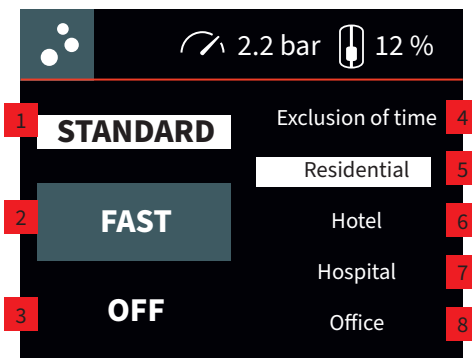 2.2 bar 12 %
1 STANDARD
2 FAST
3 OFF
Exclusion of time 4
Residential 5
Hotel 6
Hospital 7
Office 8